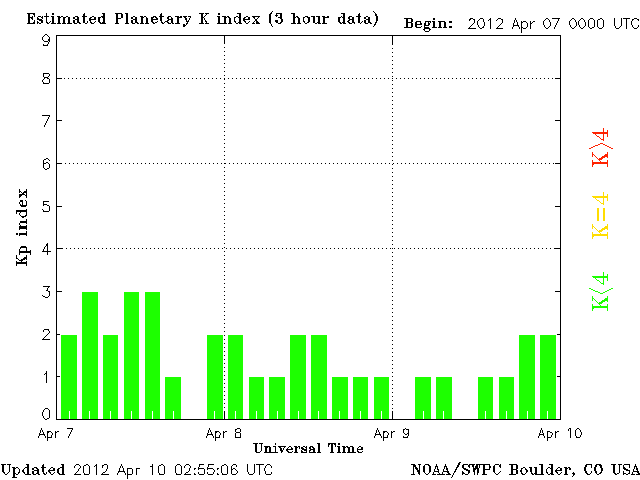 Estimated Planetary K index (3 hour data) Begin: 2012 Apr 07 0000 UTC
9
8
7
6
5
4
3
2
1
0
Kp index
K>4
K=4
K<4
Apr 7 Apr 8 Apr 9 Apr 10
Universal Time
Updated 2012 Apr 10 02:55:06 UTC NOAA/SWPC Boulder, CO USA